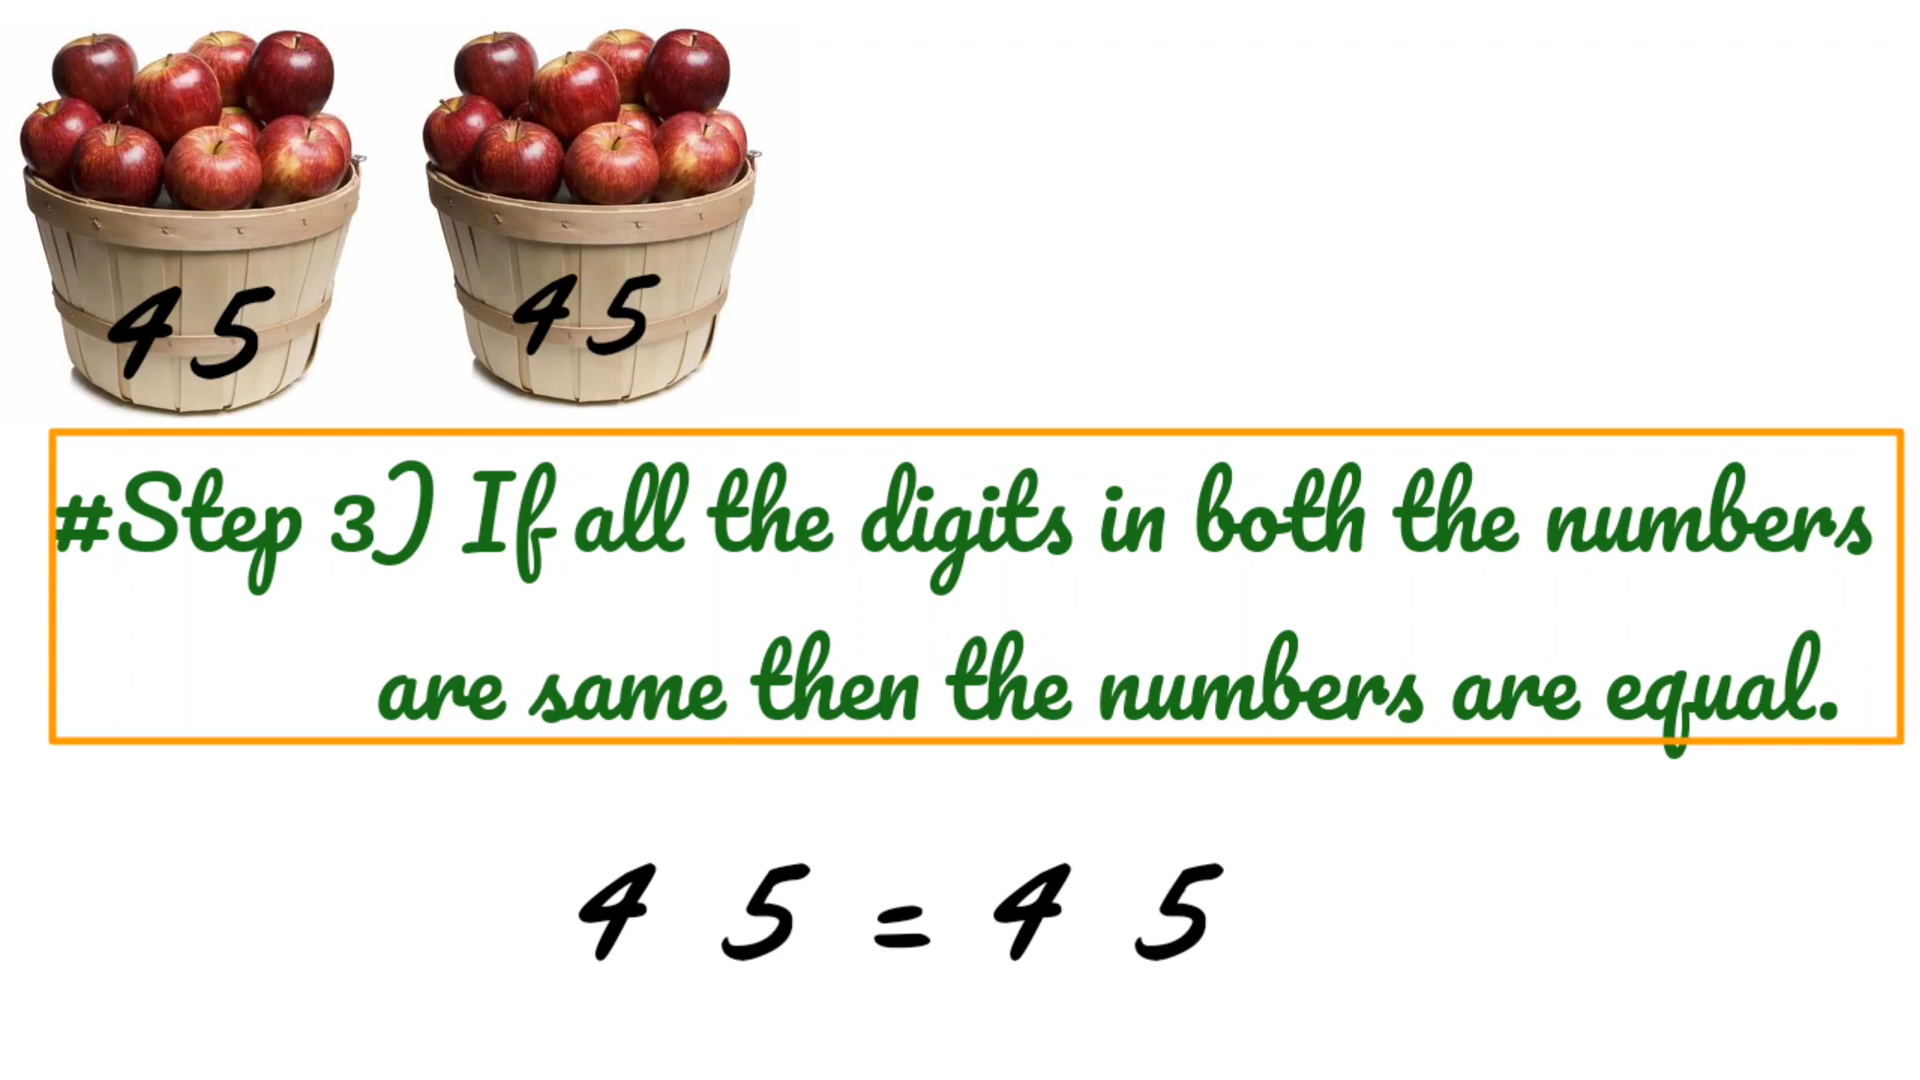 45 45
#Step 3) If all the digits in both the numbers
are same then the numbers are equal.
4 5 = 4 5